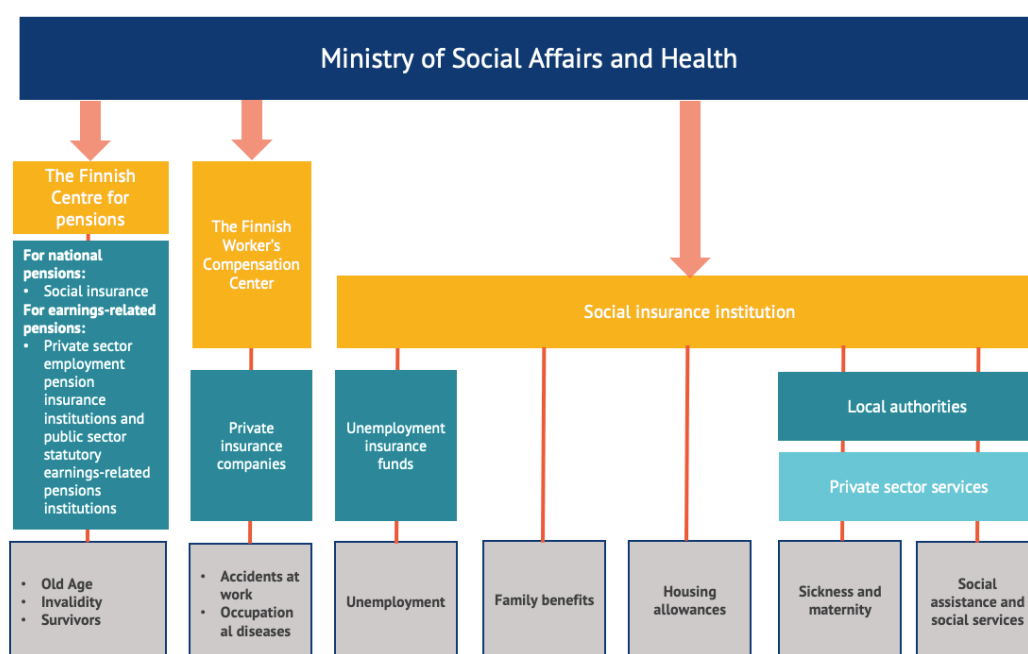 Ministry of Social Affairs and Health
The Finnish
Centre for
pensions
For national
pensions:
• Social insurance
For earnings-related
pensions:
• Private sector
employment
pension
insurance
institutions and
public sector
statutory
earnings-related
pensions
institutions
• Old Age
• Invalidity
• Survivors
The Finnish
Worker's
Compensation
Center
Private
insurance
companies
• Accidents at
work
• Occupation
al diseases
Social insurance institution
Unemployment
insurance
funds
Unemployment
Family benefits
Housing
allowances
Local authorities
Private sector services
Sickness and
maternity
Social
assistance and
social services